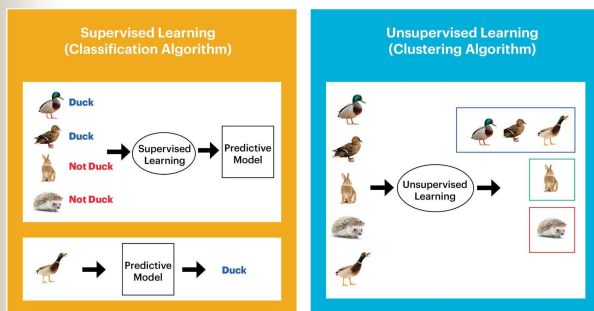 Supervised Learning
(Classification Algorithm)
Duck
Duck
Not Duck
Not Duck
Supervised
Learning
Predictive
Model
Predictive
Model
Duck
Unsupervised Learning
(Clustering Algorithm)
Unsupervised
Learning